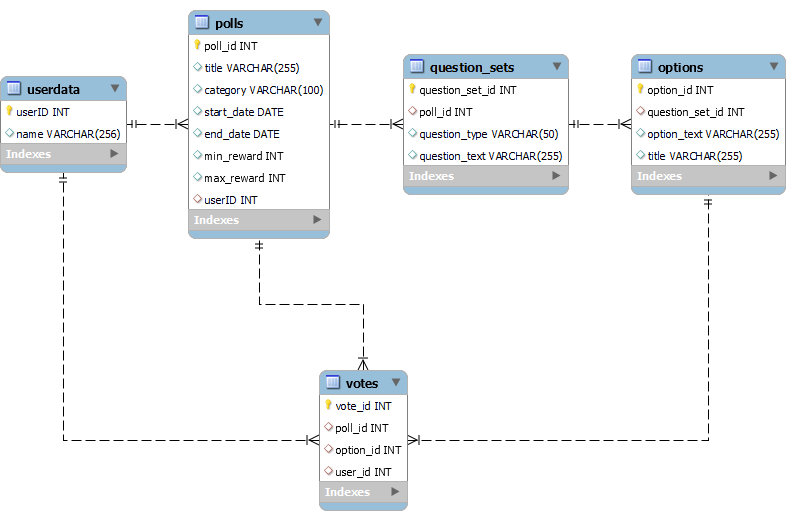 userdata
userID INT
name VARCHAR(256)
Indexes
polls
poll_id INT
title VARCHAR(255)
category VARCHAR(100)
start_date DATE
end_date DATE
min_reward INT
max_reward INT
userID INT
Indexes
question_sets
question_set_id INT
poll_id INT
question_type VARCHAR(50)
question_text VARCHAR(255)
Indexes
options
option_id INT
question_set_id INT
option_text VARCHAR(255)
title VARCHAR(255)
Indexes
votes
vote_id INT
poll_id INT
option_id INT
user_id INT
Indexes